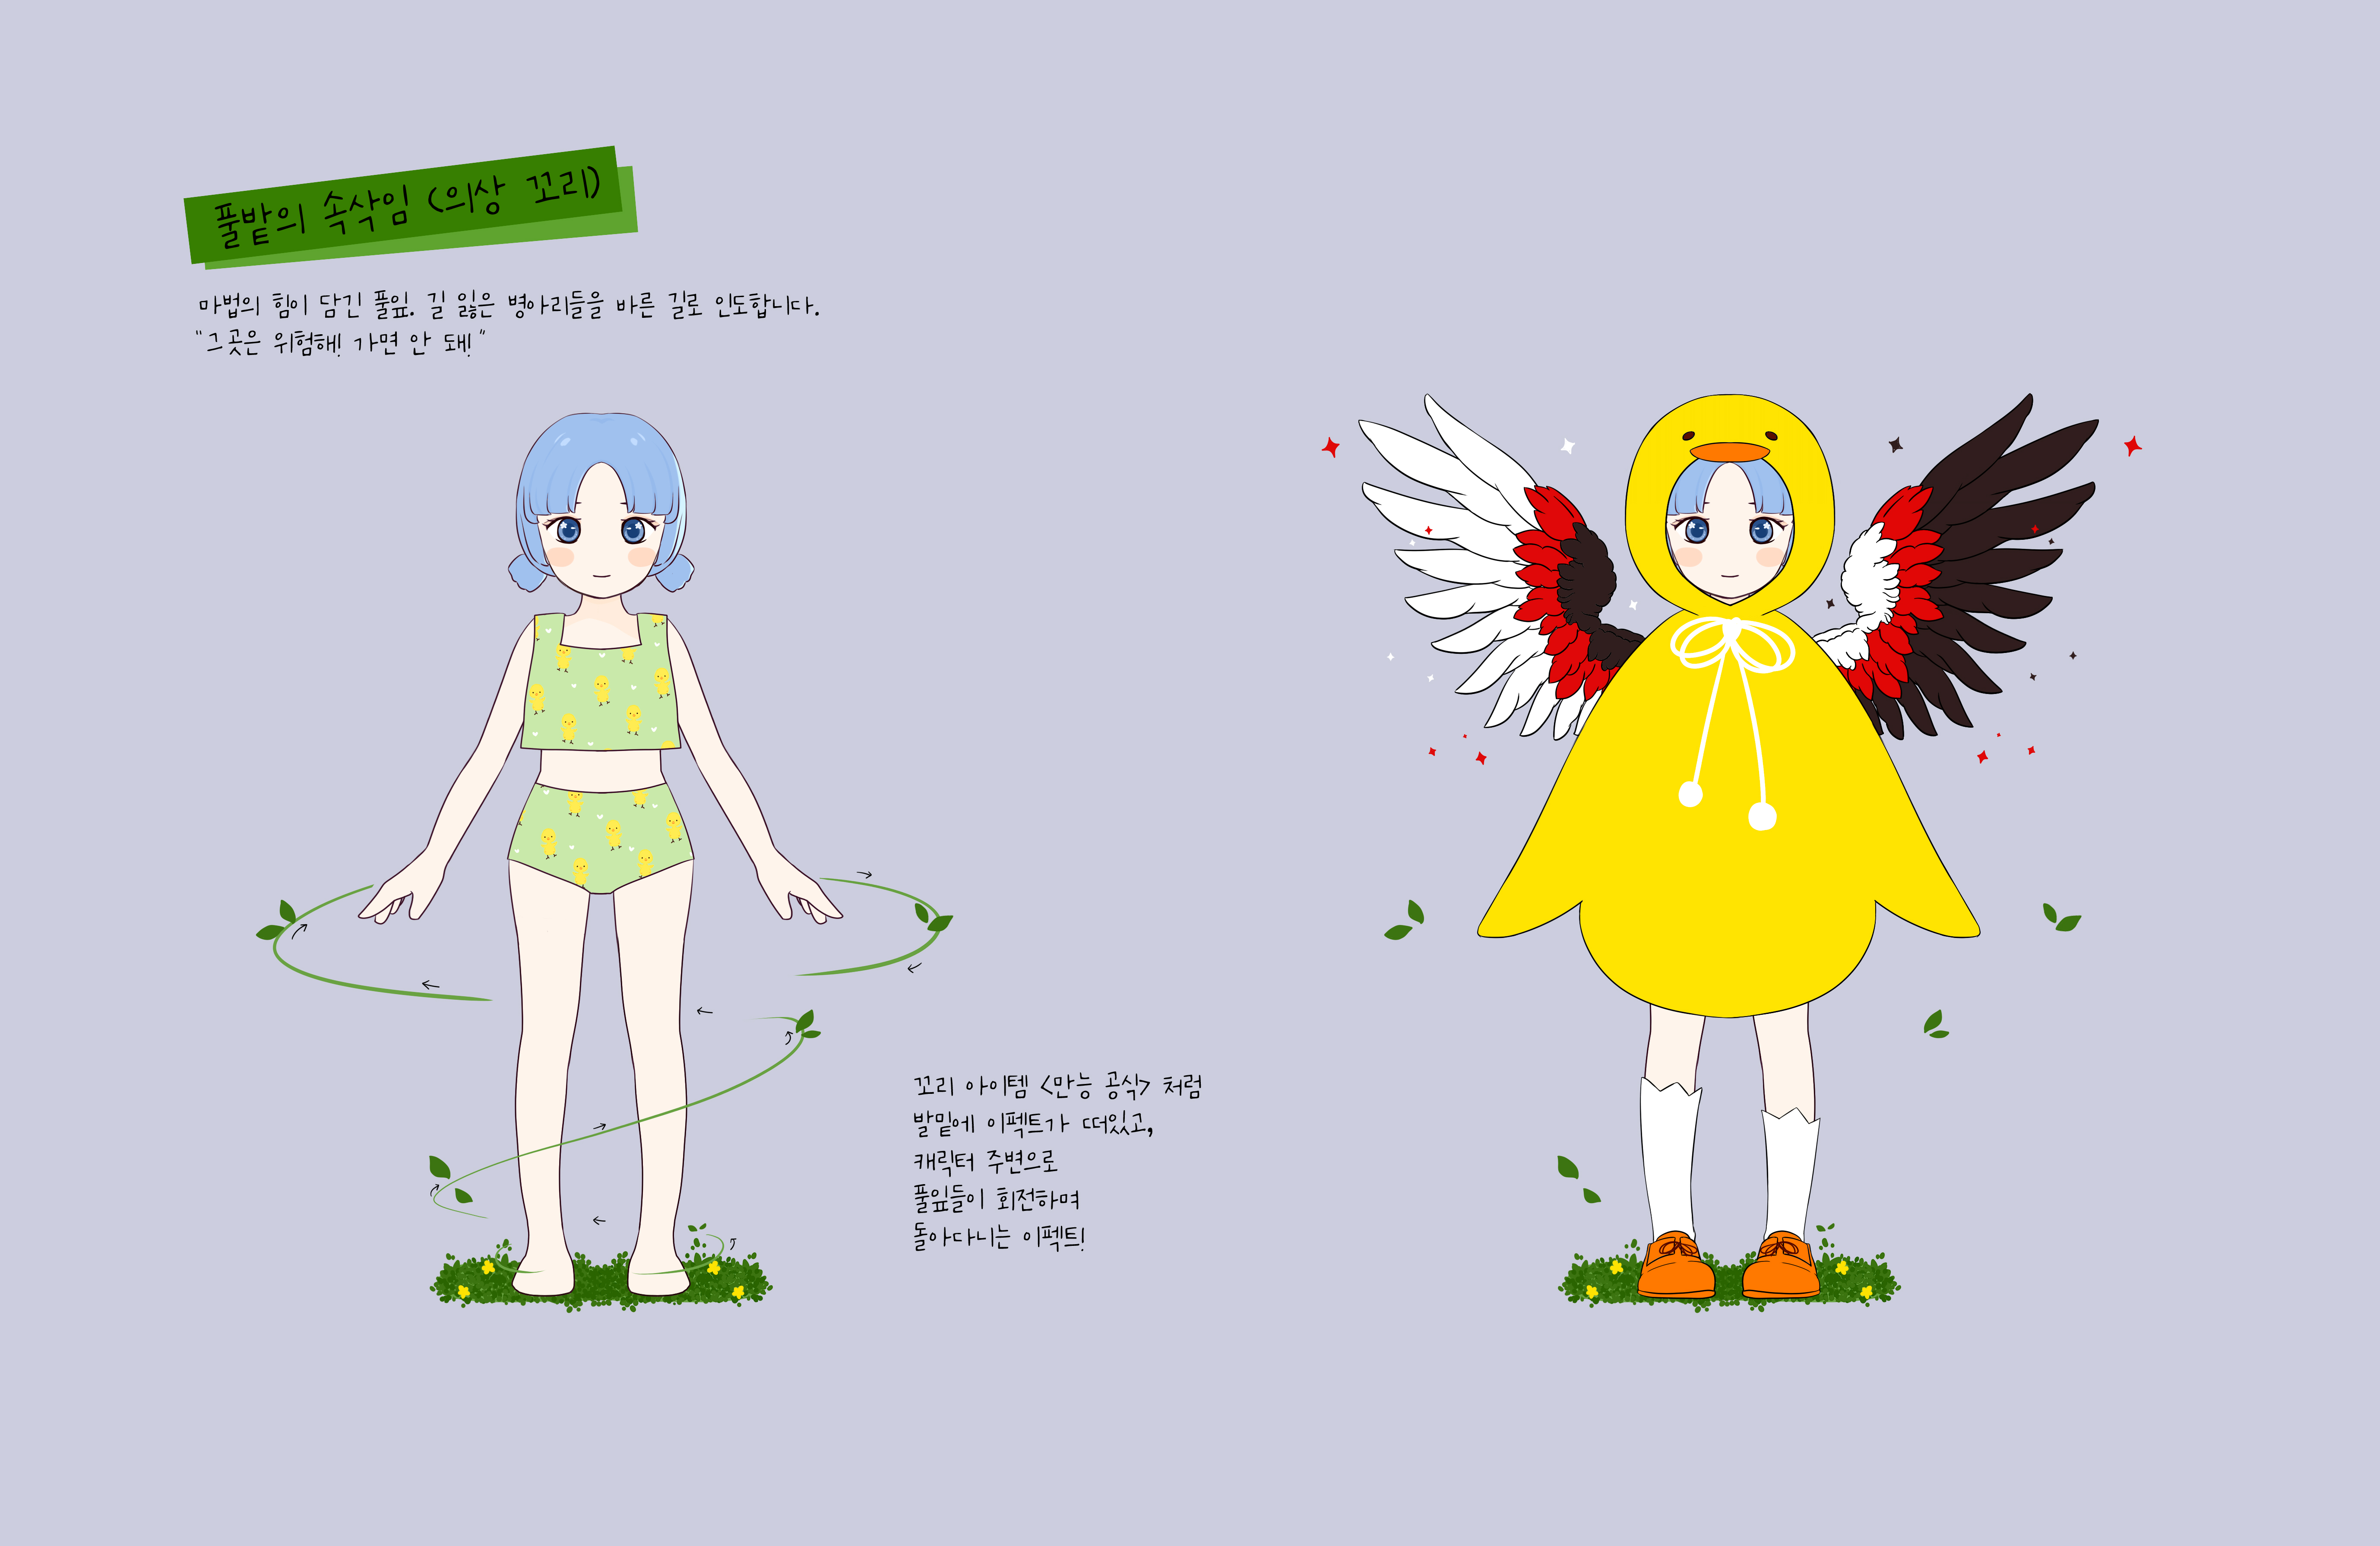 풀밭의 속삭임 (의상 꼬리)
마법의 힘이 담긴 풀잎. 길 잃은 병아리들을 바른 길로 인도합니다.
"그곳은 위험해! 가면 안 돼!"
꼬리 아이템 <만능 공식> 처럼
발밑에 이펙트가 떠있고,
캐릭터 주변으로
풀잎들이 회전하며
돌아다니는 이펙트!